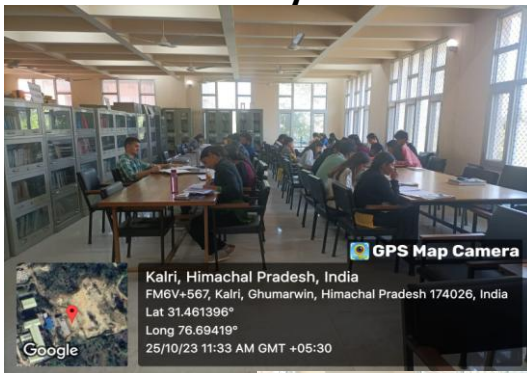 GPS Map Camera
Kalri, Himachal Pradesh, India
FM6V+567, Kalri, Ghumarwin, Himachal Pradesh 174026, India
Lat 31.461396°
Long 76.69419°
25/10/23 11:33 AM GMT +05:30
Google